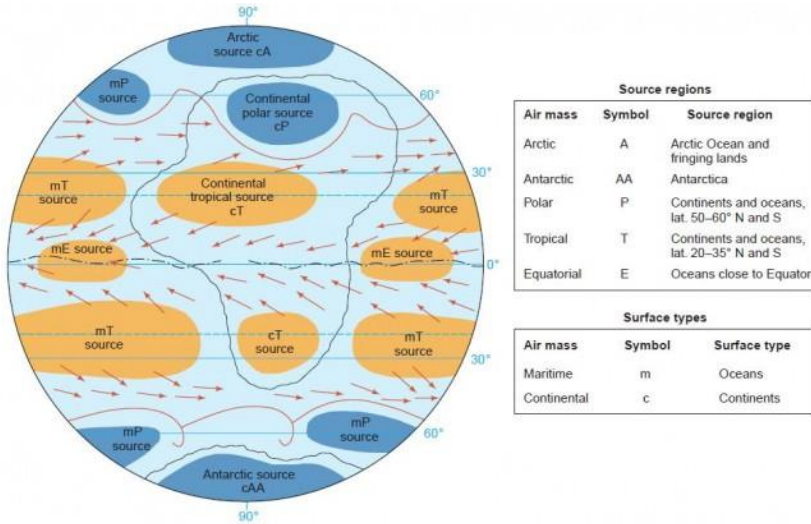 90°
Arctic
source cA
mP
source
60°
Continental
polar source
cP
30°
mT
source
Continental
tropical source
cT
mT
source
mE source
mE source
0°
mT
source
cT
source
mT
source
30°
mP
source
mP
source
60°
Antarctic source
cAA
90°
Source regions
Air mass Symbol Source region
Arctic A Arctic Ocean and
fringing lands
Antarctic AA Antarctica
Polar P Continents and oceans,
lat. 50–60° N and S
Tropical T Continents and oceans,
lat. 20–35° N and S
Equatorial E Oceans close to Equator
Surface types
Air mass Symbol Surface type
Maritime m Oceans
Continental c Continents